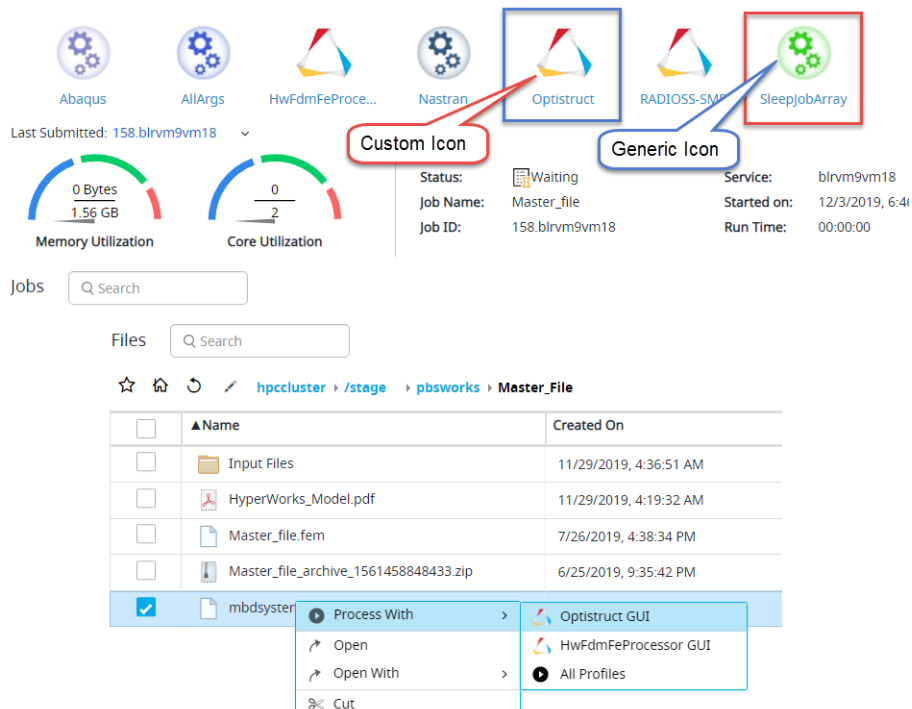 Abaqus
AllArgs
HwFdmFeProce...
Nastran
Optistruct
RADIOSS-SMP
SleepJobArray
Last Submitted: 158.blrvm9vm18
Custom Icon
Generic Icon
0 Bytes
1.56 GB
Memory Utilization
0
2
Core Utilization
Status: Waiting
Job Name: Master_file
Job ID: 158.blrvm9vm18
Service: blrvm9vm18
Started on: 12/3/2019, 6:46
Run Time: 00:00:00
Jobs
Search
Files
Search
hpccluster /stage pbsworks Master_File
▲Name Created On
Input Files 11/29/2019, 4:36:51 AM
HyperWorks_Model.pdf 11/29/2019, 4:19:32 AM
Master_file.fem 7/26/2019, 4:38:34 PM
Master_file_archive_1561458848433.zip 6/25/2019, 9:35:42 PM
mbdsystem
Process With
Open
Open With
Cut
Optistruct GUI
HwFdmFeProcessor GUI
All Profiles